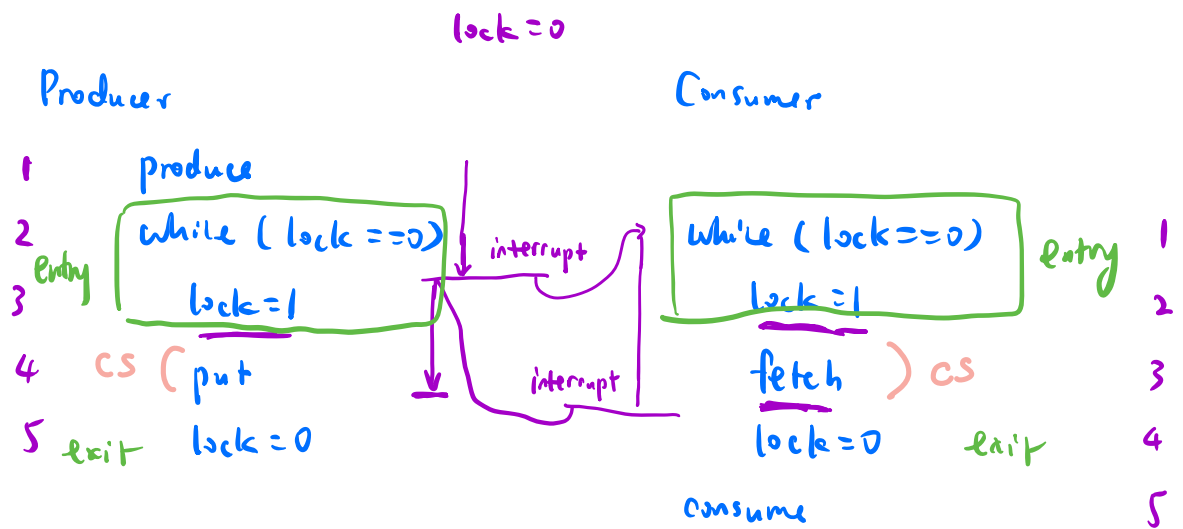 lock = 0
Producer
Consumer
1 produce
2 while (lock == 0)
interrupt
while (lock == 0) 1
entry
entry
3 lock = 1
lock = 1 2
4 cs ( put
interrupt
fetch ) cs 3
5 exit lock = 0
lock = 0 exit 4
consume 5